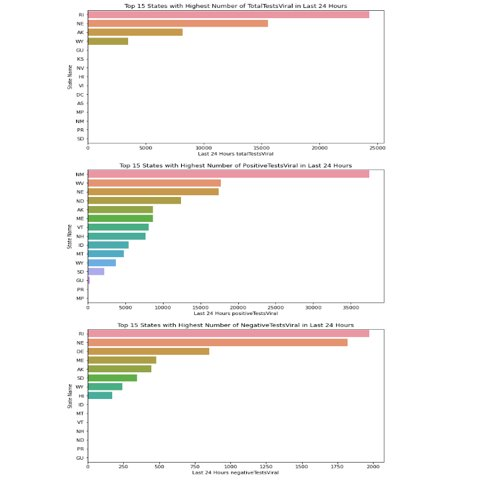 Top 15 States with Highest Number of TotalTestsViral in Last 24 Hours
RI
NE
AK
WY
GU
KS
NV
HI
VI
DC
AS
MP
NM
PR
SD
State Name
0 5000 10000 15000 20000 25000
Last 24 Hours totalTestsViral
Top 15 States with Highest Number of PositiveTestsViral in Last 24 Hours
NM
WV
NE
ND
AK
ME
VT
NH
ID
MT
WY
SD
GU
PR
MP
State Name
0 5000 10000 15000 20000 25000 30000 35000
Last 24 Hours positiveTestsViral
Top 15 States with Highest Number of NegativeTestsViral in Last 24 Hours
RI
NE
DE
ME
AK
SD
WY
HI
ID
MT
VT
NH
ND
PR
GU
State Name
0 250 500 750 1000 1250 1500 1750 2000
Last 24 Hours negativeTestsViral